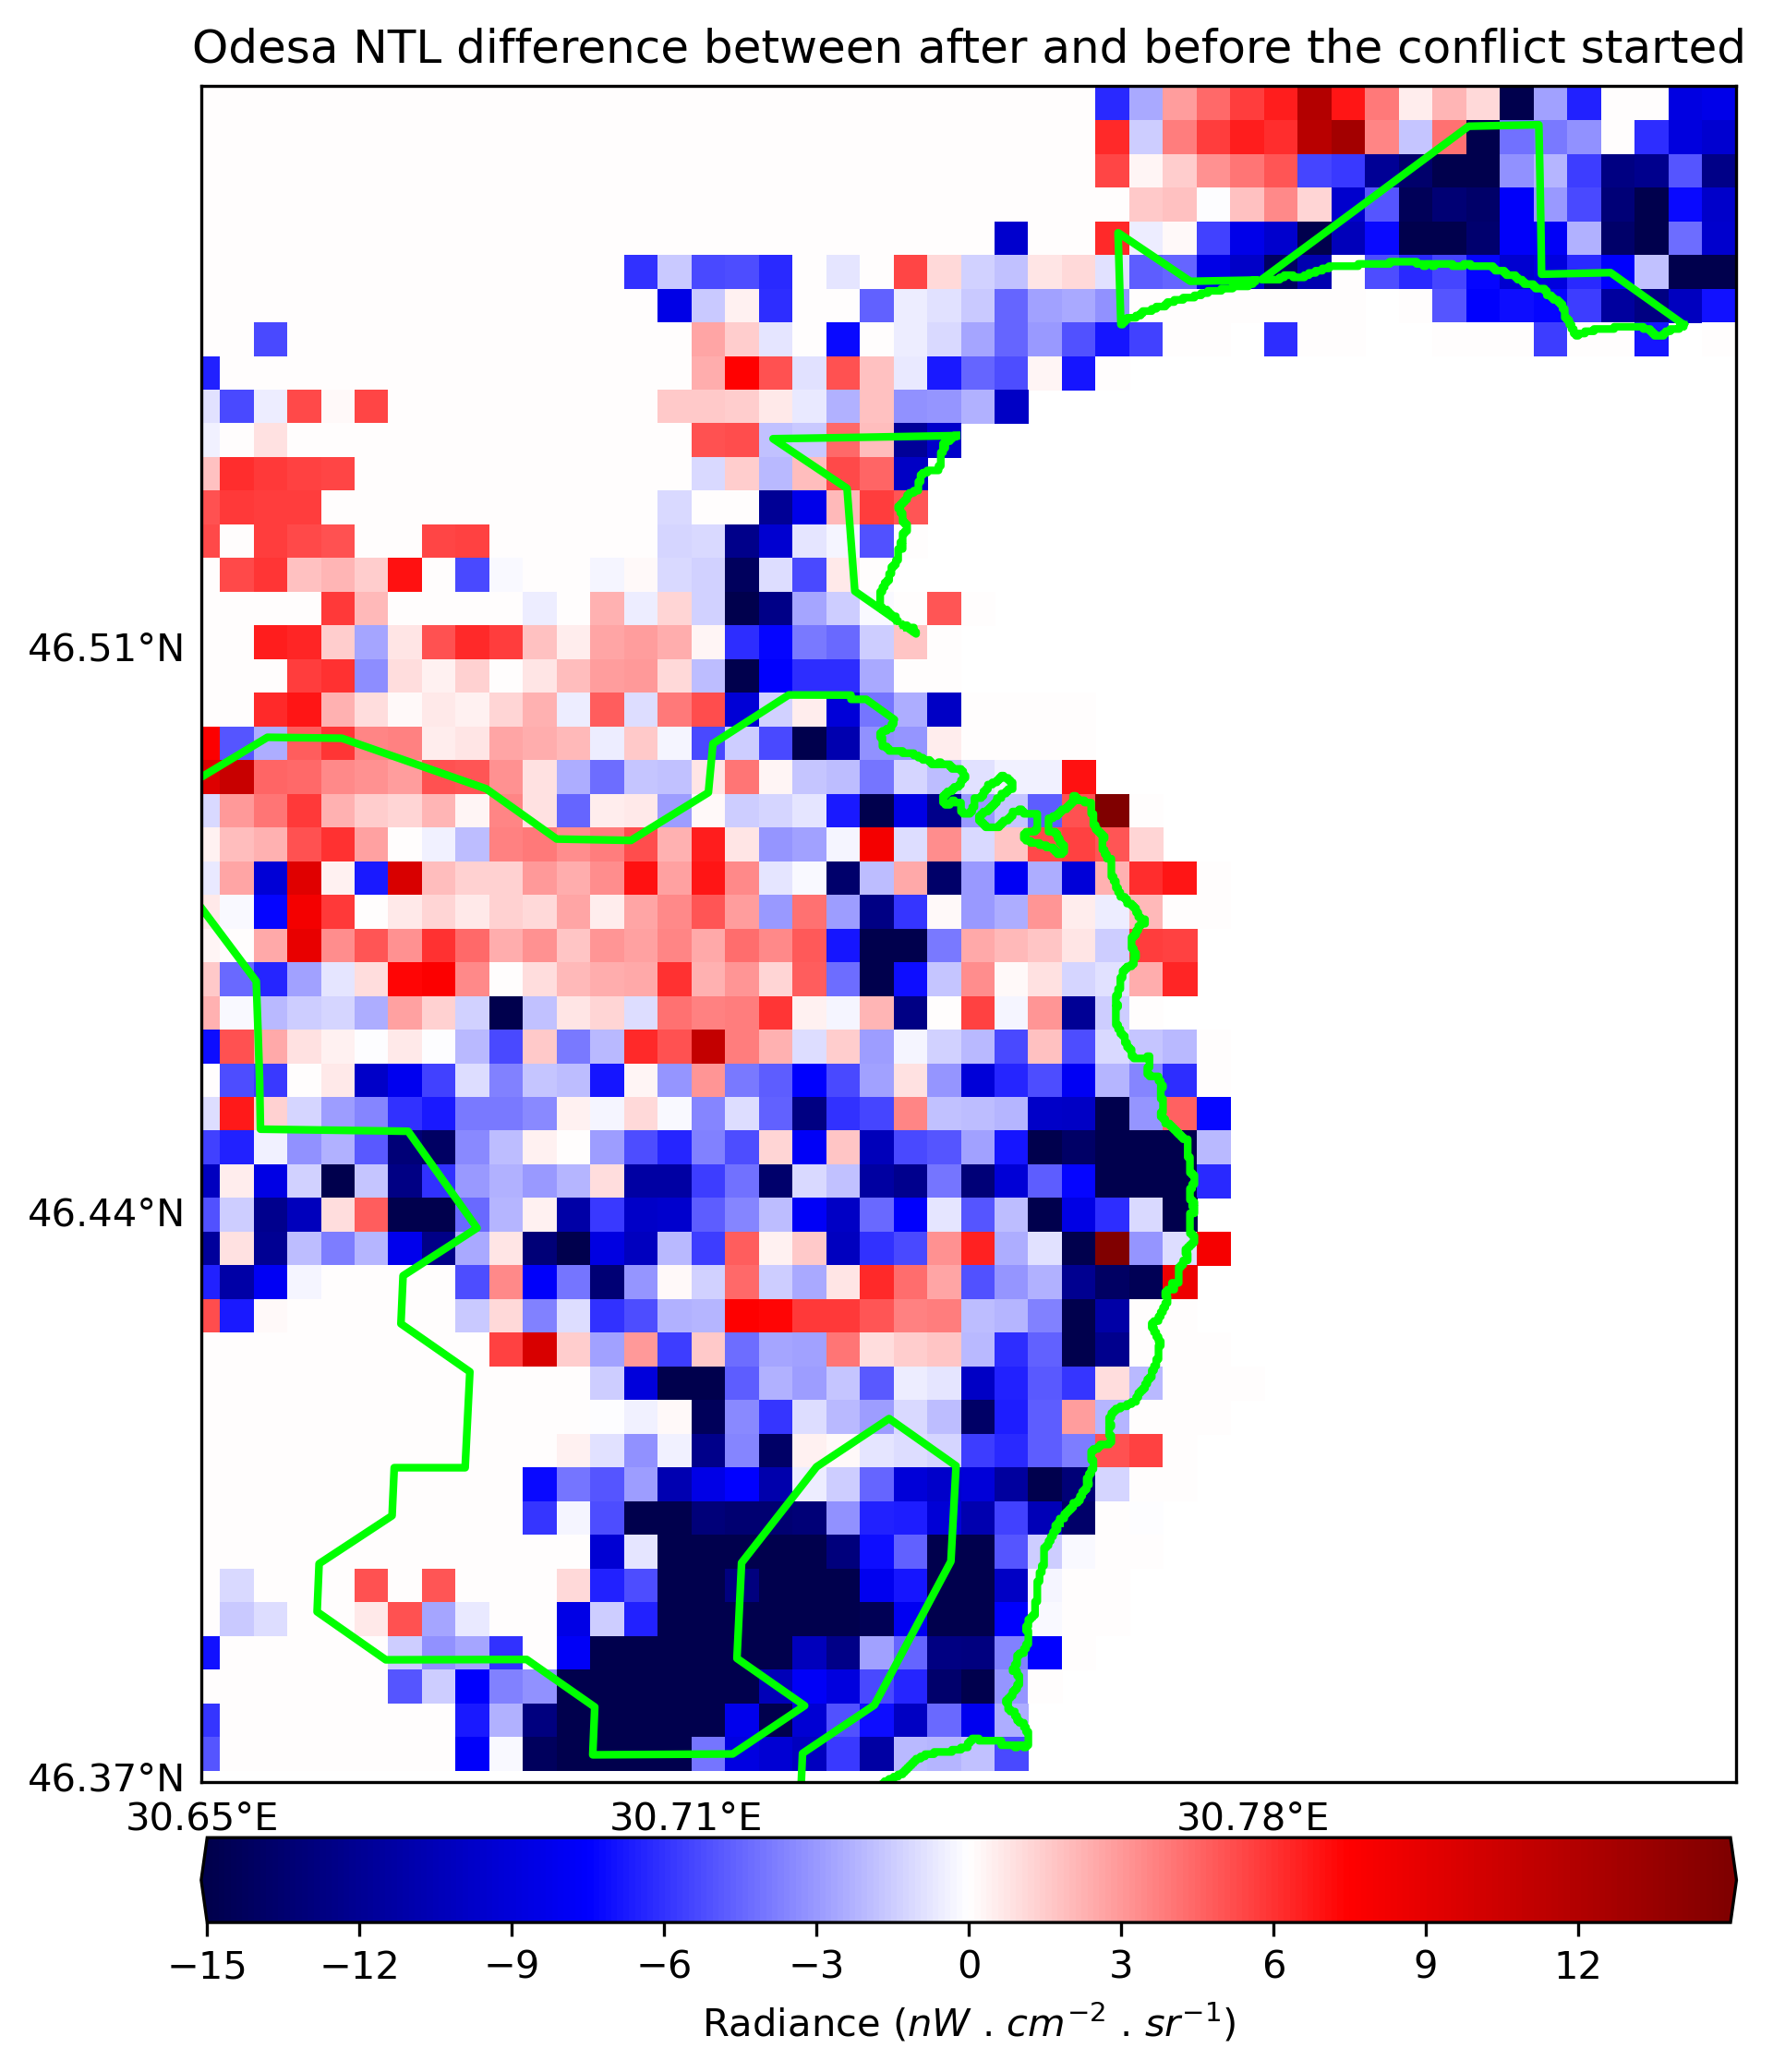 Odesa NTL difference between after and before the conflict started
46.51°N
46.44°N
46.37°N
30.65°E 30.71°E 30.78°E
−15 −12 −9 −6 −3 0 3 6 9 12
Radiance (nW . cm⁻² . sr⁻¹)